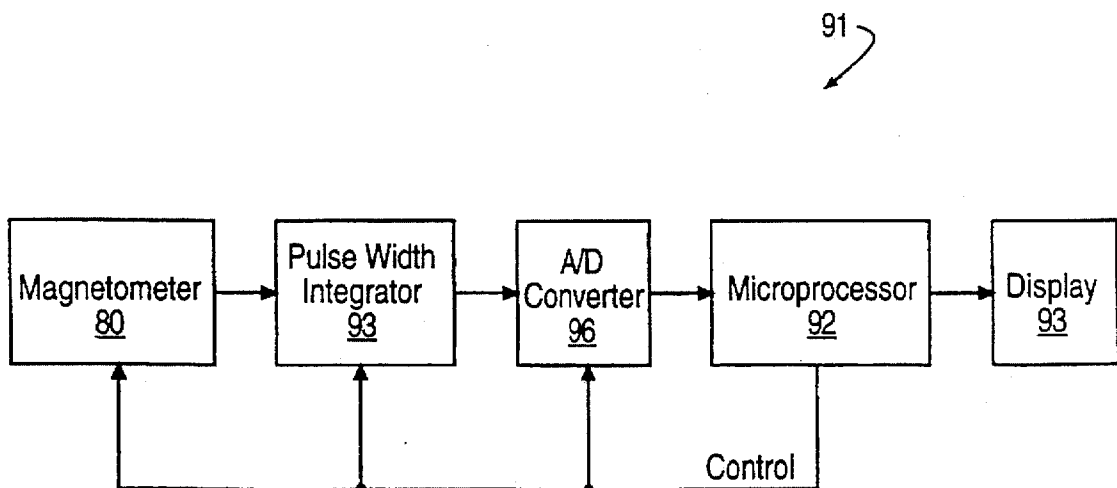 91
Magnetometer
80
Pulse Width
Integrator
93
A/D
Converter
96
Microprocessor
92
Display
93
Control